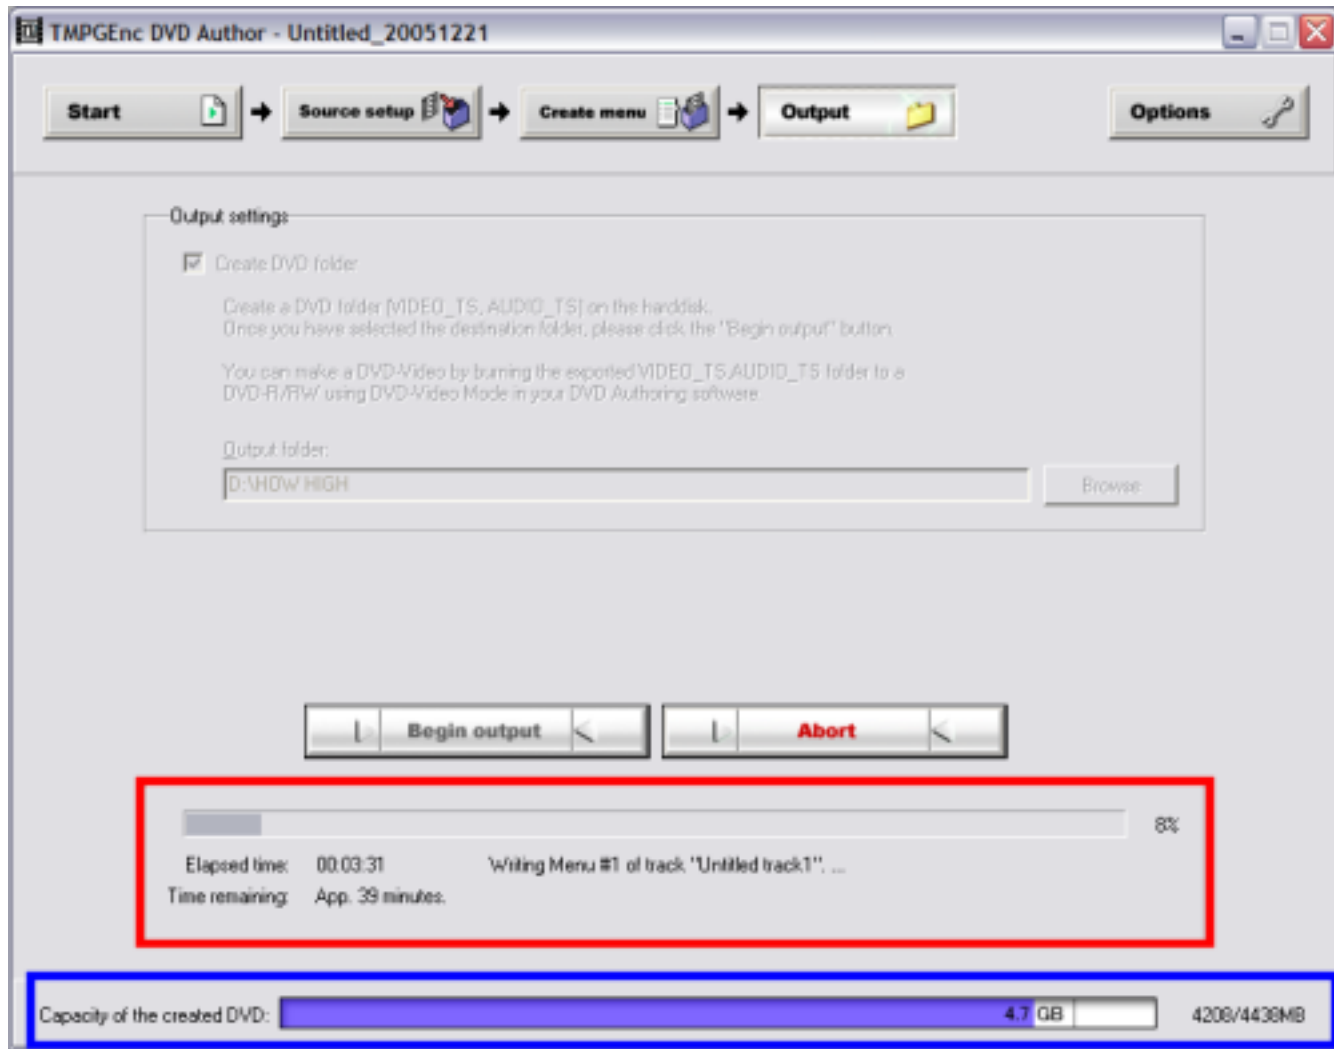 TMPGEnc DVD Author - Untitled_20051221
Start Source setup Create menu Output Options
Output settings
Create DVD folder
Create a DVD folder [VIDEO_TS, AUDIO_TS] on the harddisk.
Once you have selected the destination folder, please click the "Begin output" button.
You can make a DVD-Video by burning the exported VIDEO_TS,AUDIO_TS folder to a
DVD-R/RW using DVD-Video Mode in your DVD Authoring software.
Output folder:
D:\HOW HIGH Browse
Begin output Abort
8%
Elapsed time: 00:03:31 Writing Menu #1 of track "Untitled track1". ...
Time remaining: App. 39 minutes.
Capacity of the created DVD: 4.7 GB 4208/4438MB